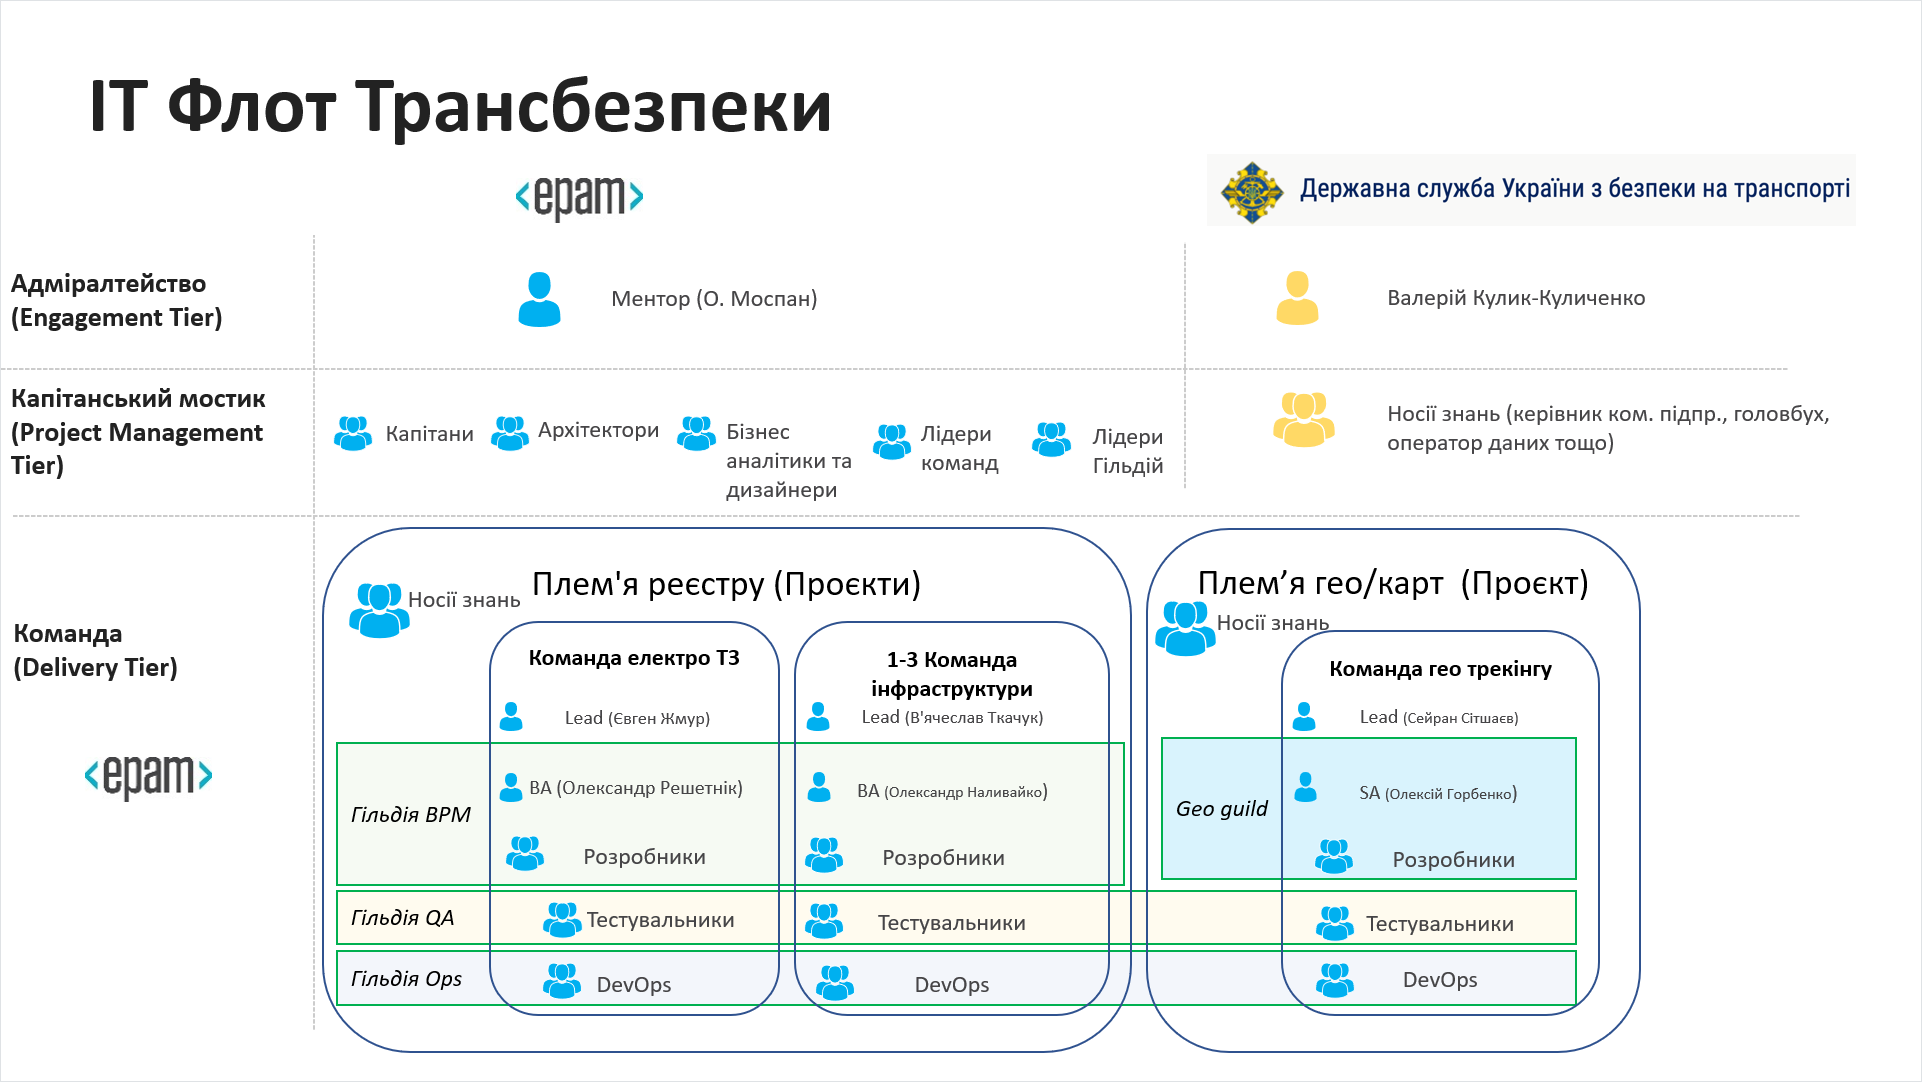 ІТ Флот Трансбезпеки
<epam>
Державна служба України з безпеки на транспорті
Адміралтейство
(Engagement Tier)
Ментор (О. Моспан)
Валерій Кулик-Куличенко
Капітанський мостик
(Project Management
Tier)
Капітани
Архітектори
Бізнес
аналітики та
дизайнери
Лідери
команд
Лідери
Гільдій
Носії знань (керівник ком. підпр., головбух,
оператор даних тощо)
Команда
(Delivery Tier)
<epam>
Плем'я реєстру (Проєкти)
Носії знань
Команда електро ТЗ
Lead (Євген Жмур)
1-3 Команда
інфраструктури
Lead (В'ячеслав Ткачук)
Плем’я гео/карт (Проєкт)
Носії знань
Команда гео трекінгу
Lead (Сейран Сітшаєв)
Гільдія BPM
BA (Олександр Решетнік)
BA (Олександр Наливайко)
Розробники
Розробники
Geo guild
SA (Олексій Горбенко)
Розробники
Гільдія QA
Тестувальники
Тестувальники
Тестувальники
Гільдія Ops
DevOps
DevOps
DevOps